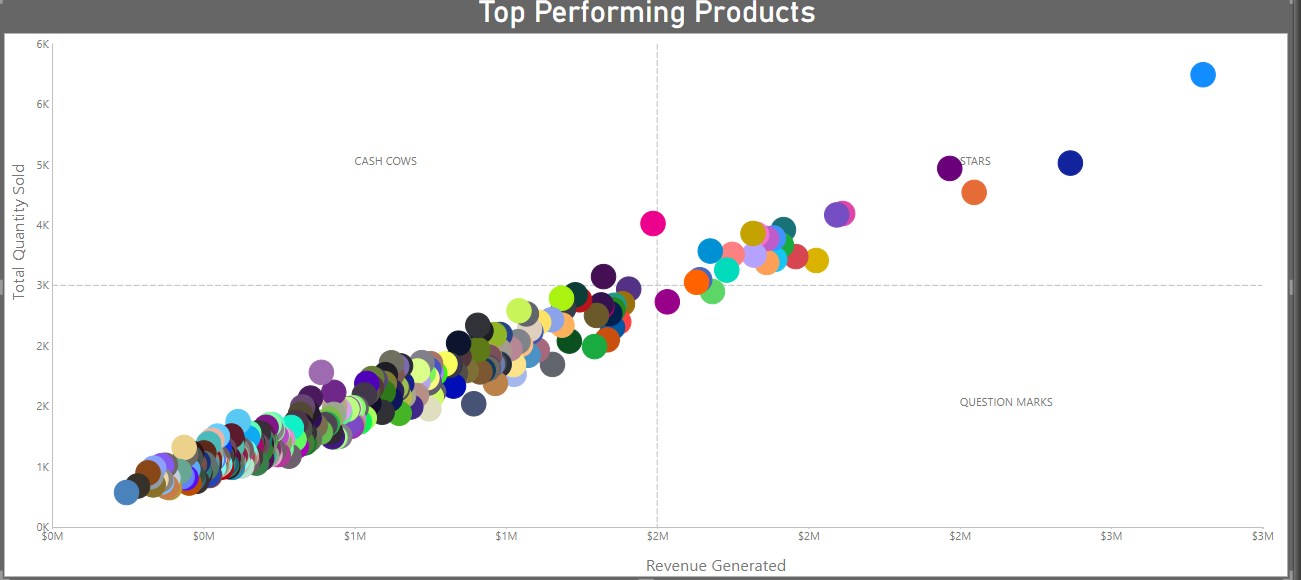 Top Performing Products
6K
6K
5K
4K
3K
2K
2K
1K
0K
Total Quantity Sold
CASH COWS
STARS
QUESTION MARKS
$0M $0M $1M $1M $2M $2M $2M $3M $3M
Revenue Generated